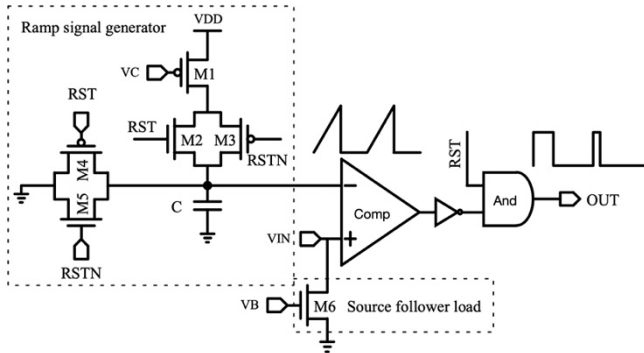 Ramp signal generator
VDD
VC
M1
RST
RST
M2
M3
RSTN
M4
M5
RSTN
C
VIN
Comp
RST
And
OUT
VB
M6
Source follower load